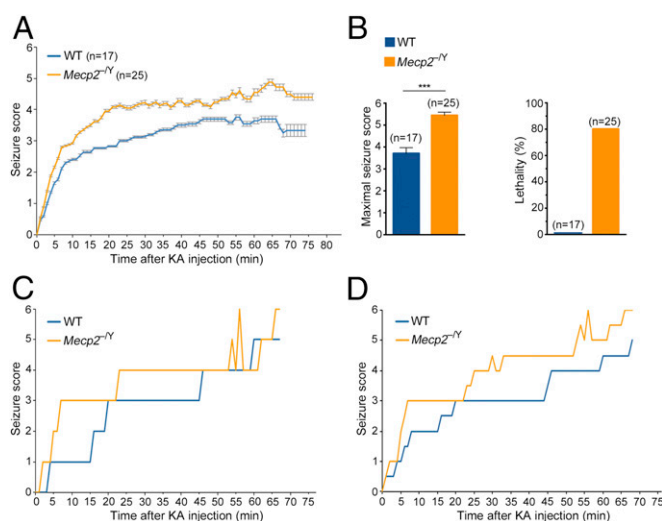 A
WT (n=17)
Mecp2–/Y (n=25)
Seizure score
6
5
4
3
2
1
0
0 5 10 15 20 25 30 35 40 45 50 55 60 65 70 75 80
Time after KA injection (min)
B
WT
Mecp2–/Y
Maximal seizure score
6
5
4
3
2
1
0
***
(n=17)
(n=25)
Lethality (%)
100
80
60
40
20
0
(n=17)
(n=25)
C
WT
Mecp2–/Y
Seizure score
6
5
4
3
2
1
0
0 5 10 15 20 25 30 35 40 45 50 55 60 65 70 75
Time after KA injection (min)
D
WT
Mecp2–/Y
Seizure score
6
5
4
3
2
1
0
0 5 10 15 20 25 30 35 40 45 50 55 60 65 70 75
Time after KA injection (min)